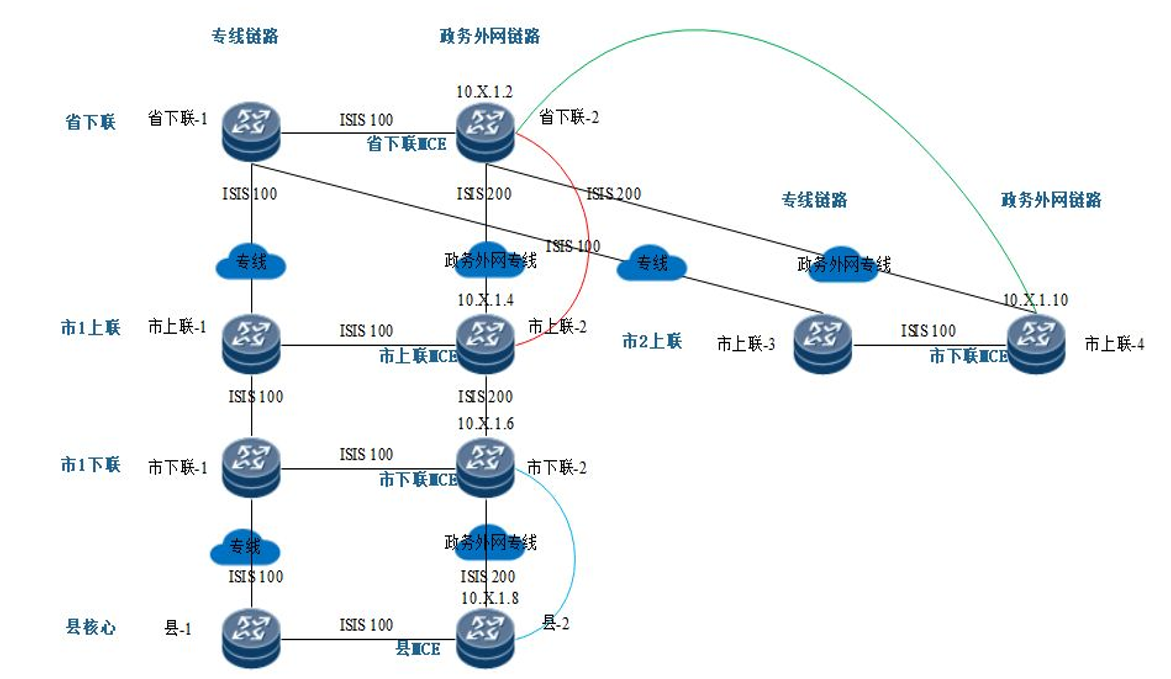 专线链路
政务外网链路
10.X.1.2
省下联
省下联-1
ISIS 100
省下联MCE
省下联-2
ISIS 100
ISIS 200
ISIS 200
专线链路
政务外网链路
专线
政务外网专线
ISIS 100
专线
政务外网专线
10.X.1.4
10.X.1.10
市1上联
市上联-1
ISIS 100
市上联MCE
市上联-2
市2上联
市上联-3
ISIS 100
市下联MCE
市上联-4
ISIS 100
ISIS 200
10.X.1.6
市1下联
市下联-1
ISIS 100
市下联MCE
市下联-2
专线
政务外网专线
ISIS 100
ISIS 200
10.X.1.8
县核心
县-1
ISIS 100
县MCE
县-2